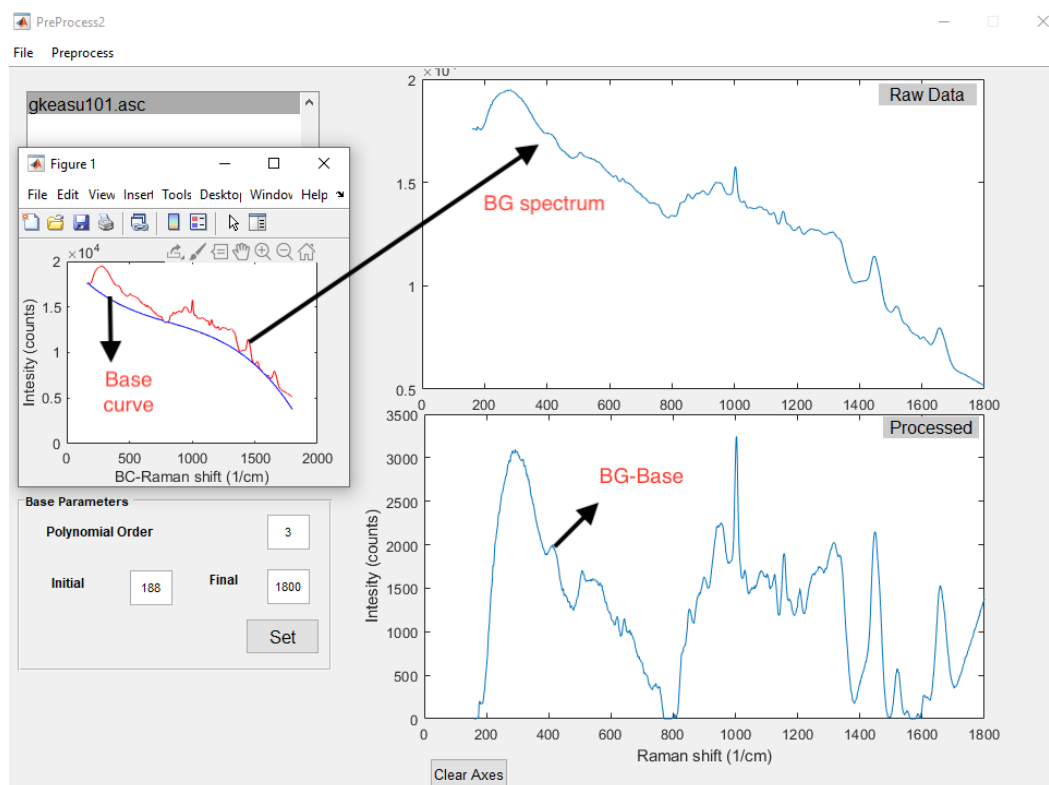 PreProcess2
File Preprocess
gkeasu101.asc
Figure 1
File Edit View Insert Tools Desktop Window Help
×10^4
2
1.5
1
0.5
0
0 500 1000 1500 2000
Intesity (counts)
BC-Raman shift (1/cm)
Base
curve
Base Parameters
Polynomial Order 3
Initial 188 Final 1800
Set
Raw Data
BG spectrum
2
1.5
1
0.5
0 200 400 600 800 1000 1200 1400 1600 1800
Processed
BG-Base
3500
3000
2500
2000
1500
1000
500
0
0 200 400 600 800 1000 1200 1400 1600 1800
Intesity (counts)
Raman shift (1/cm)
Clear Axes